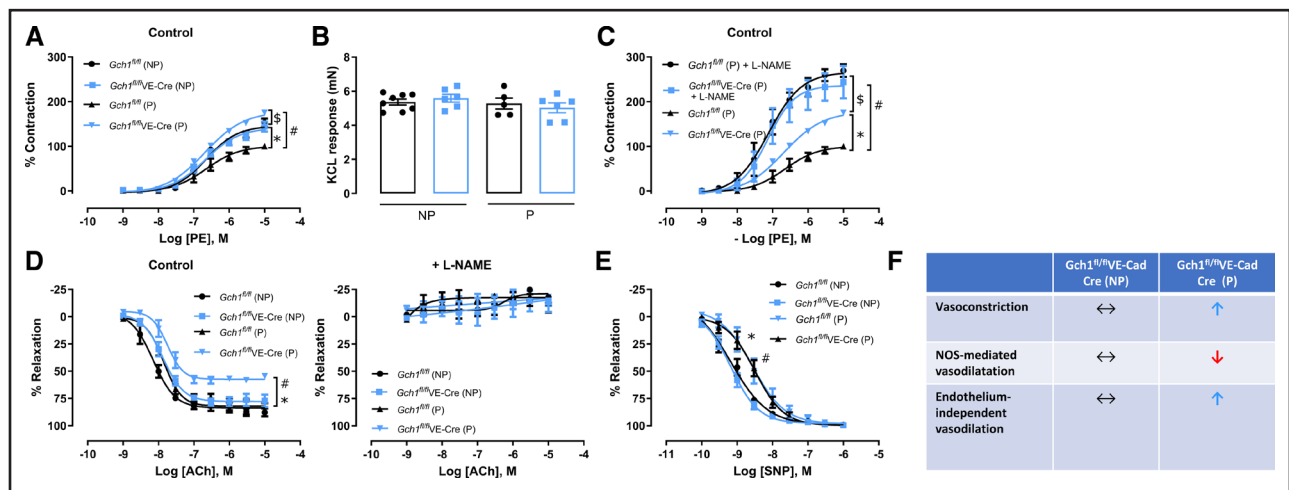 A
Control
% Contraction
300
200
100
0
-10
-9
-8
-7
-6
-5
-4
Log [PE], M
Gch1fl/fl (NP)
Gch1fl/flVE-Cre (NP)
Gch1fl/fl (P)
Gch1fl/flVE-Cre (P)
$
*
#
B
KCL response (mN)
8
6
4
2
0
NP
P
C
Control
% Contraction
300
200
100
0
-10
-9
-8
-7
-6
-5
-4
- Log [PE], M
Gch1fl/fl (P) + L-NAME
Gch1fl/flVE-Cre (P)
+ L-NAME
Gch1fl/fl (P)
Gch1fl/flVE-Cre (P)
$
*
#
D
Control
% Relaxation
-25
0
25
50
75
100
-10
-9
-8
-7
-6
-5
-4
Log [ACh], M
Gch1fl/fl (NP)
Gch1fl/flVE-Cre (NP)
Gch1fl/fl (P)
Gch1fl/flVE-Cre (P)
#
*
+ L-NAME
% Relaxation
-25
0
25
50
75
100
-10
-9
-8
-7
-6
-5
-4
Log [ACh], M
Gch1fl/fl (NP)
Gch1fl/flVE-Cre (NP)
Gch1fl/fl (P)
Gch1fl/flVE-Cre (P)
E
% Relaxation
-25
0
25
50
75
100
-11
-10
-9
-8
-7
-6
-5
Log [SNP], M
Gch1fl/fl (NP)
Gch1fl/flVE-Cre (NP)
Gch1fl/fl (P)
Gch1fl/flVE-Cre (P)
*
#
F
Gch1fl/flVE-Cad
Cre (NP)
Gch1fl/flVE-Cad
Cre (P)
Vasoconstriction
↔
↑
NOS-mediated
vasodilatation
↔
↓
Endothelium-
independent
vasodilation
↔
↑